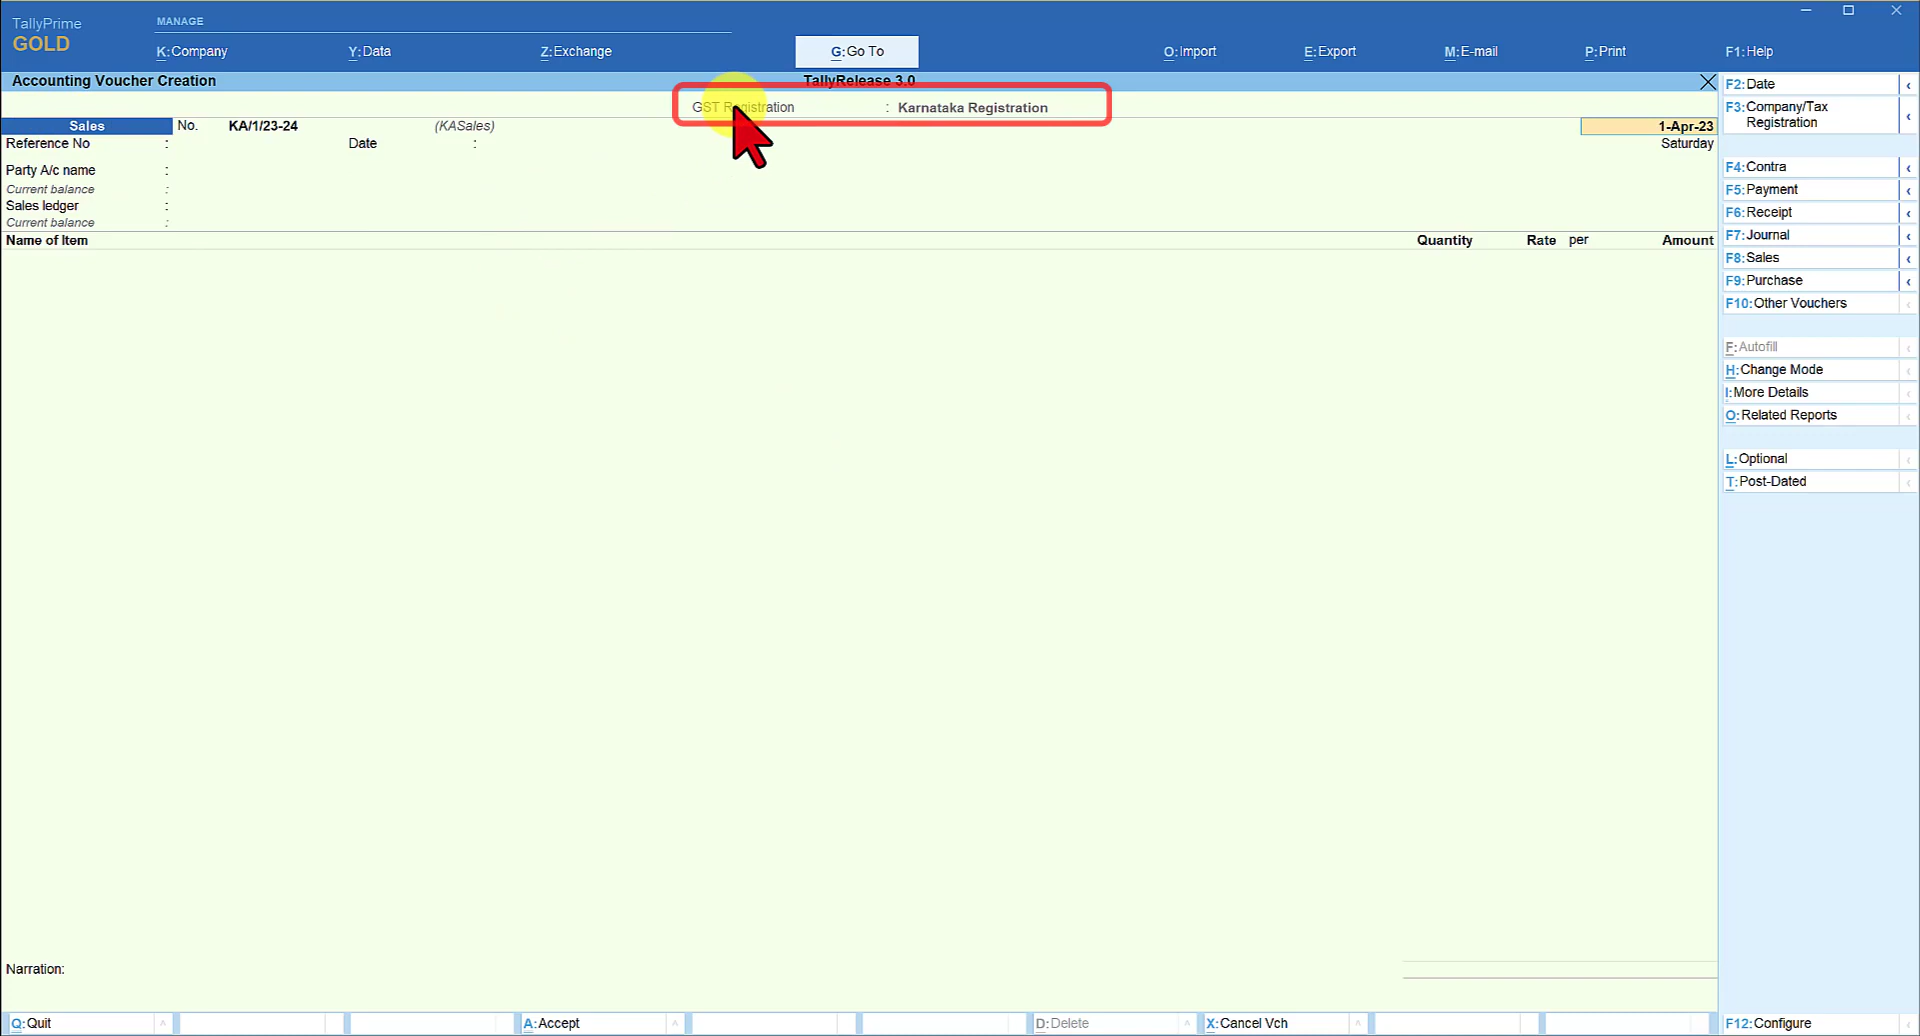 TallyPrime
GOLD
MANAGE
K:Company Y:Data Z:Exchange G:Go To O:Import E:Export M:E-mail P:Print F1:Help
Accounting Voucher Creation TallyRelease 3.0
GST Registration : Karnataka Registration
Sales No. KA/1/23-24 (KASales) 1-Apr-23
Reference No : Date : Saturday
Party A/c name :
Current balance :
Sales ledger :
Current balance :
Name of Item Quantity Rate per Amount
Narration:
F2:Date
F3:Company/Tax
Registration
F4:Contra
F5:Payment
F6:Receipt
F7:Journal
F8:Sales
F9:Purchase
F10:Other Vouchers
F:Autofill
H:Change Mode
I:More Details
O:Related Reports
L:Optional
T:Post-Dated
Q:Quit A:Accept D:Delete X:Cancel Vch F12:Configure